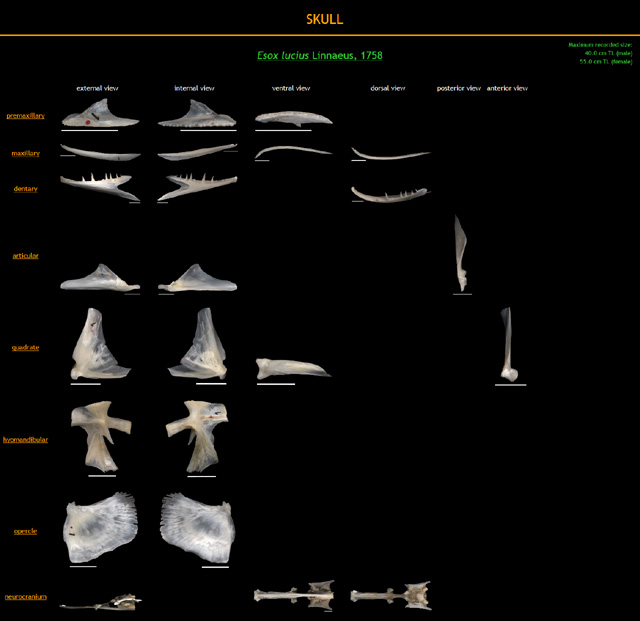 SKULL
Esox lucius Linnaeus, 1758
Maximum recorded size:
40.0 cm TL (male)
55.0 cm TL (female)
external view internal view ventral view dorsal view posterior view anterior view
premaxillary
maxillary
dentary
articular
quadrate
hyomandibular
opercle
neurocranium